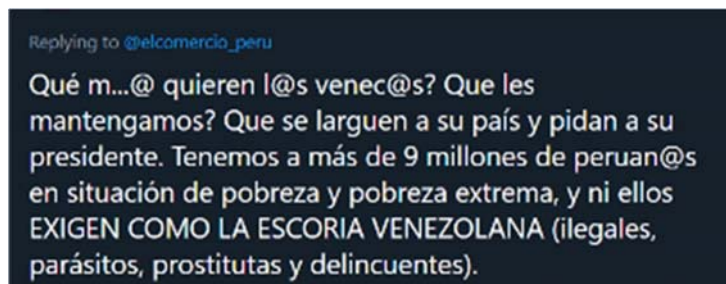 Replying to @elcomercio_peru
Qué m...@ quieren l@s venec@s? Que les
mantengamos? Que se larguen a su país y pidan a su
presidente. Tenemos a más de 9 millones de peruan@s
en situación de pobreza y pobreza extrema, y ni ellos
EXIGEN COMO LA ESCORIA VENEZOLANA (ilegales,
parásitos, prostitutas y delincuentes).